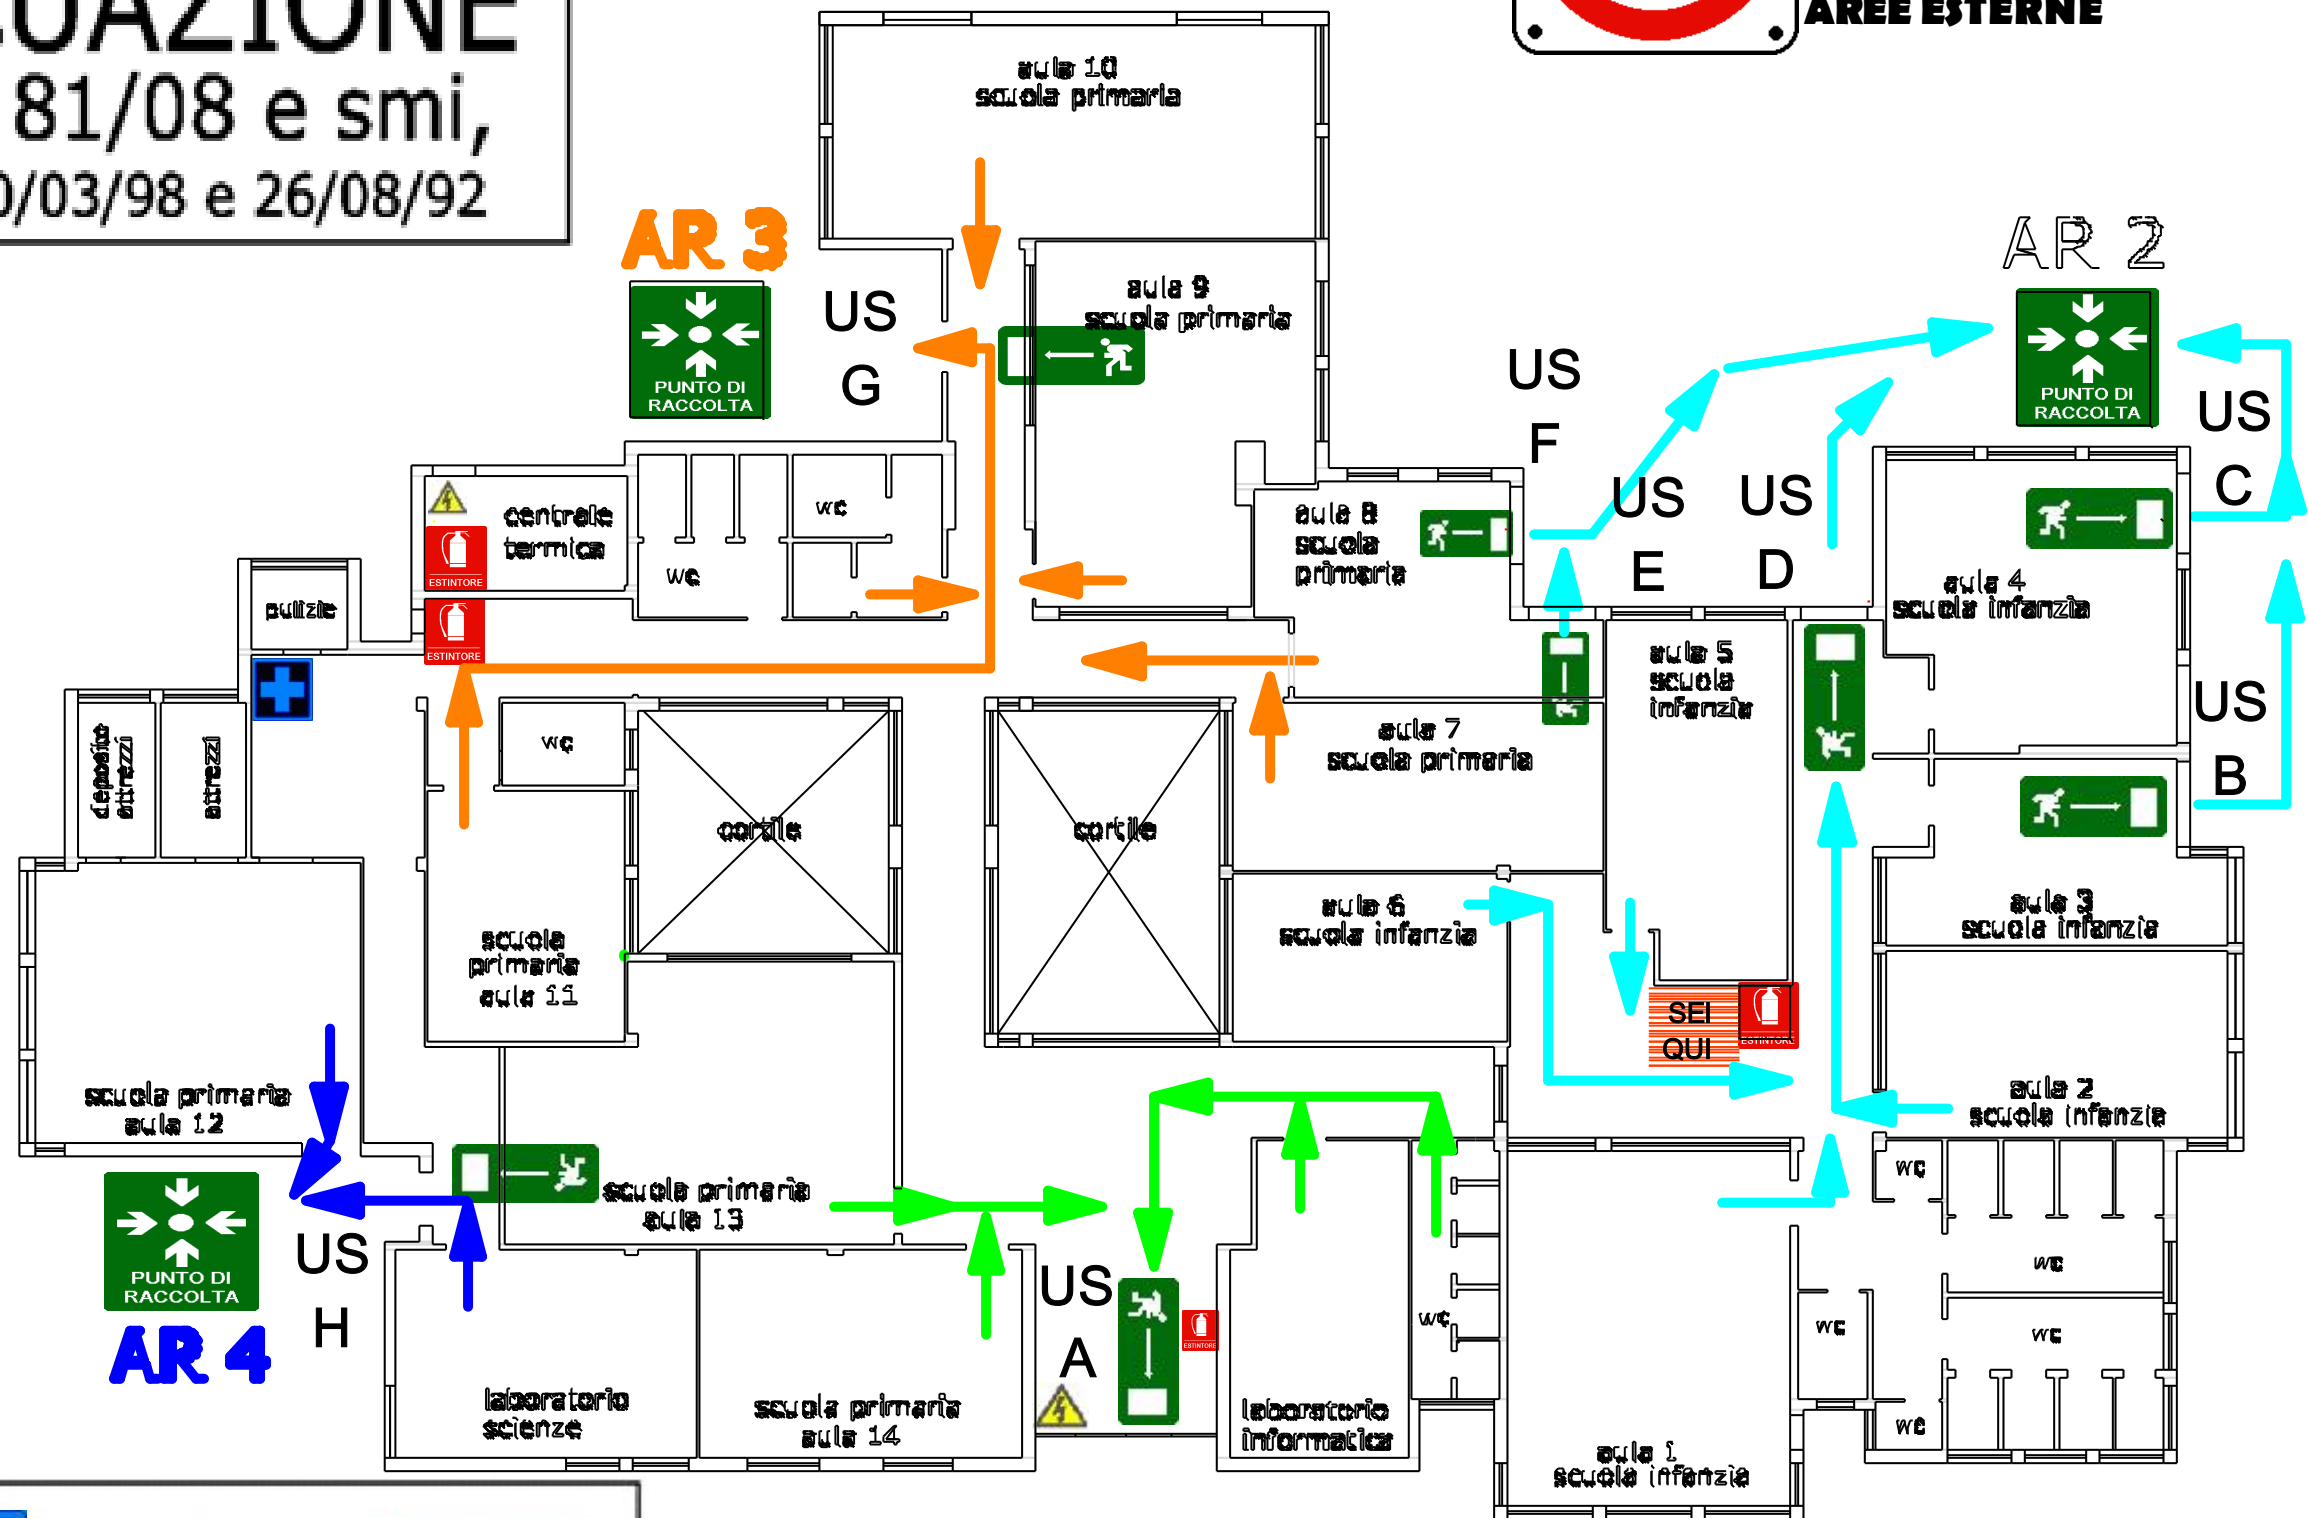 UAZIONE
81/08 e smi,
0/03/98 e 26/08/92
AREE ESTERNE
aula 10
scuola primaria
AR 3
PUNTO DI
RACCOLTA
US
G
aula 9
scuola primaria
AR 2
PUNTO DI
RACCOLTA
US
F
US
E
US
D
US
C
US
B
centrale
termica
ESTINTORE
ESTINTORE
wc
wc
aula 8
scuola
primaria
aula 4
scuola infanzia
pulizie
aula 5
scuola
infanzia
deposito
attrezzi
attrezzi
wc
aula 7
scuola primaria
cortile
cortile
aula 6
scuola infanzia
aula 3
scuola infanzia
scuola
primaria
aula 11
SEI
QUI
ESTINTORE
scuola primaria
aula 12
aula 2
scuola infanzia
scuola primaria
aula 13
wc
PUNTO DI
RACCOLTA
AR 4
US
H
US
A
ESTINTORE
wc
wc
wc
wc
wc
laboratorio
scienze
scuola primaria
aula 14
laboratorio
informatica
aula 1
scuola infanzia